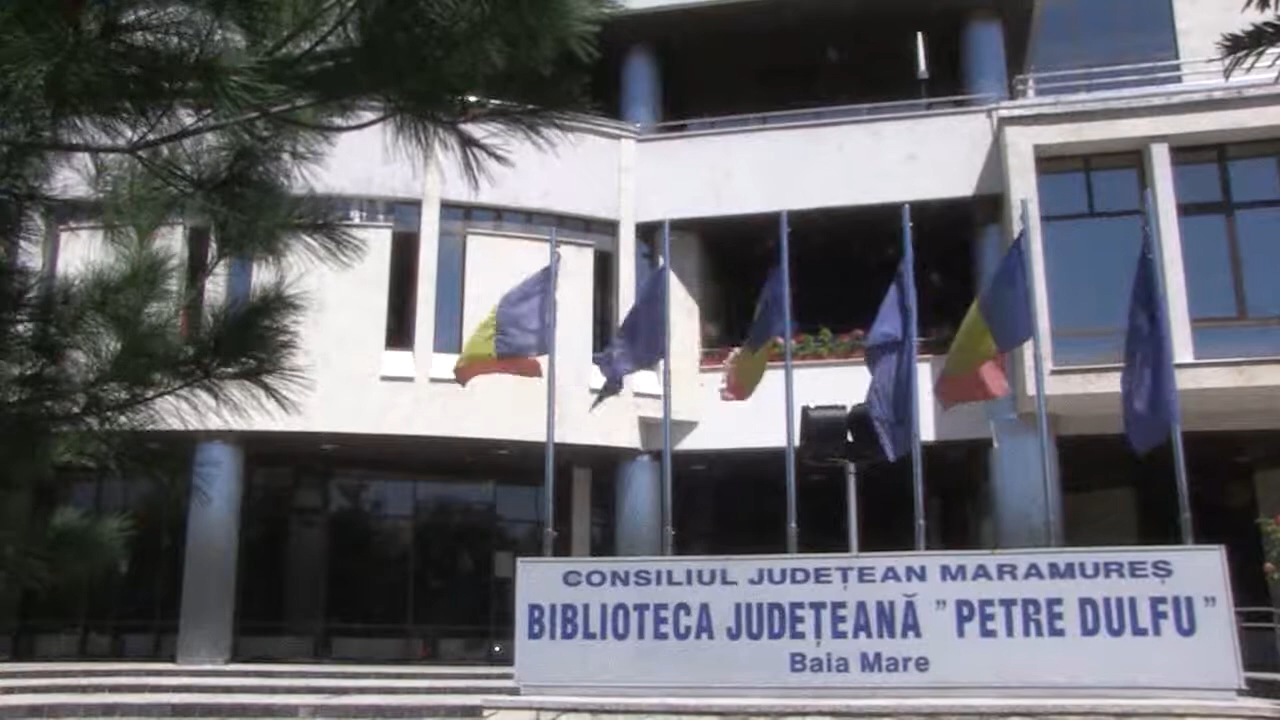 CONSILIUL JUDEȚEAN MARAMUREȘ
BIBLIOTECA JUDEȚEANĂ "PETRE DULFU"
Baia Mare